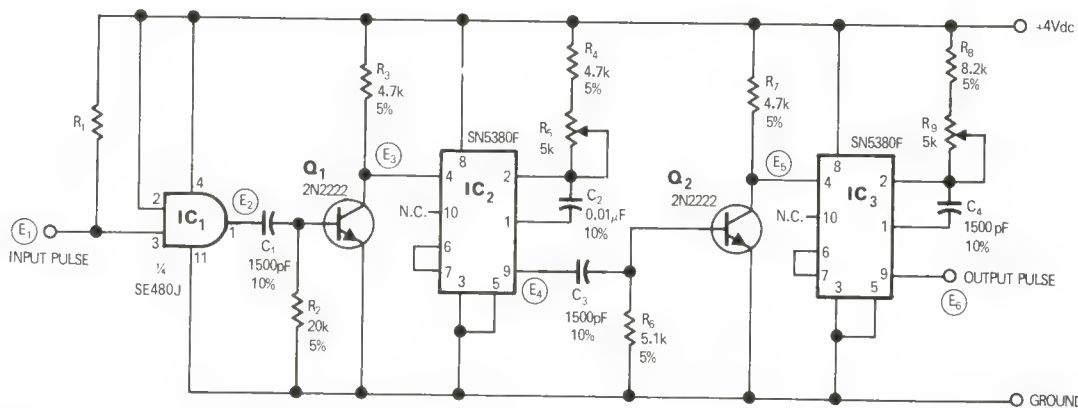 +4Vdc
R1
R3
4.7k
5%
R4
4.7k
5%
R5
5k
R7
4.7k
5%
R8
8.2k
5%
R9
5k
E1
INPUT PULSE
2
3
4
11
1
IC1
¼
SE480J
E2
C1
1500pF
10%
R2
20k
5%
Q1
2N2222
E3
SN5380F
IC2
8
4
2
N.C.
10
1
6
7
9
3
5
C2
0.01µF
10%
E4
C3
1500pF
10%
R6
5.1k
5%
Q2
2N2222
E5
SN5380F
IC3
8
4
2
N.C.
10
1
6
7
9
3
5
C4
1500pF
10%
OUTPUT PULSE
E6
GROUND